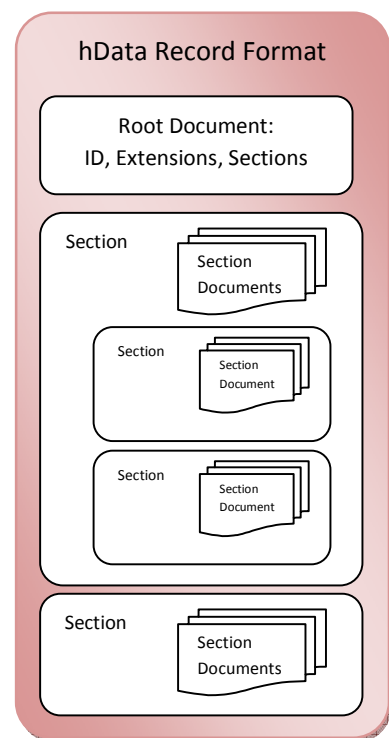 hData Record Format
Root Document:
ID, Extensions, Sections
Section
Section
Documents
Section
Section
Document
Section
Section
Document
Section
Section
Documents